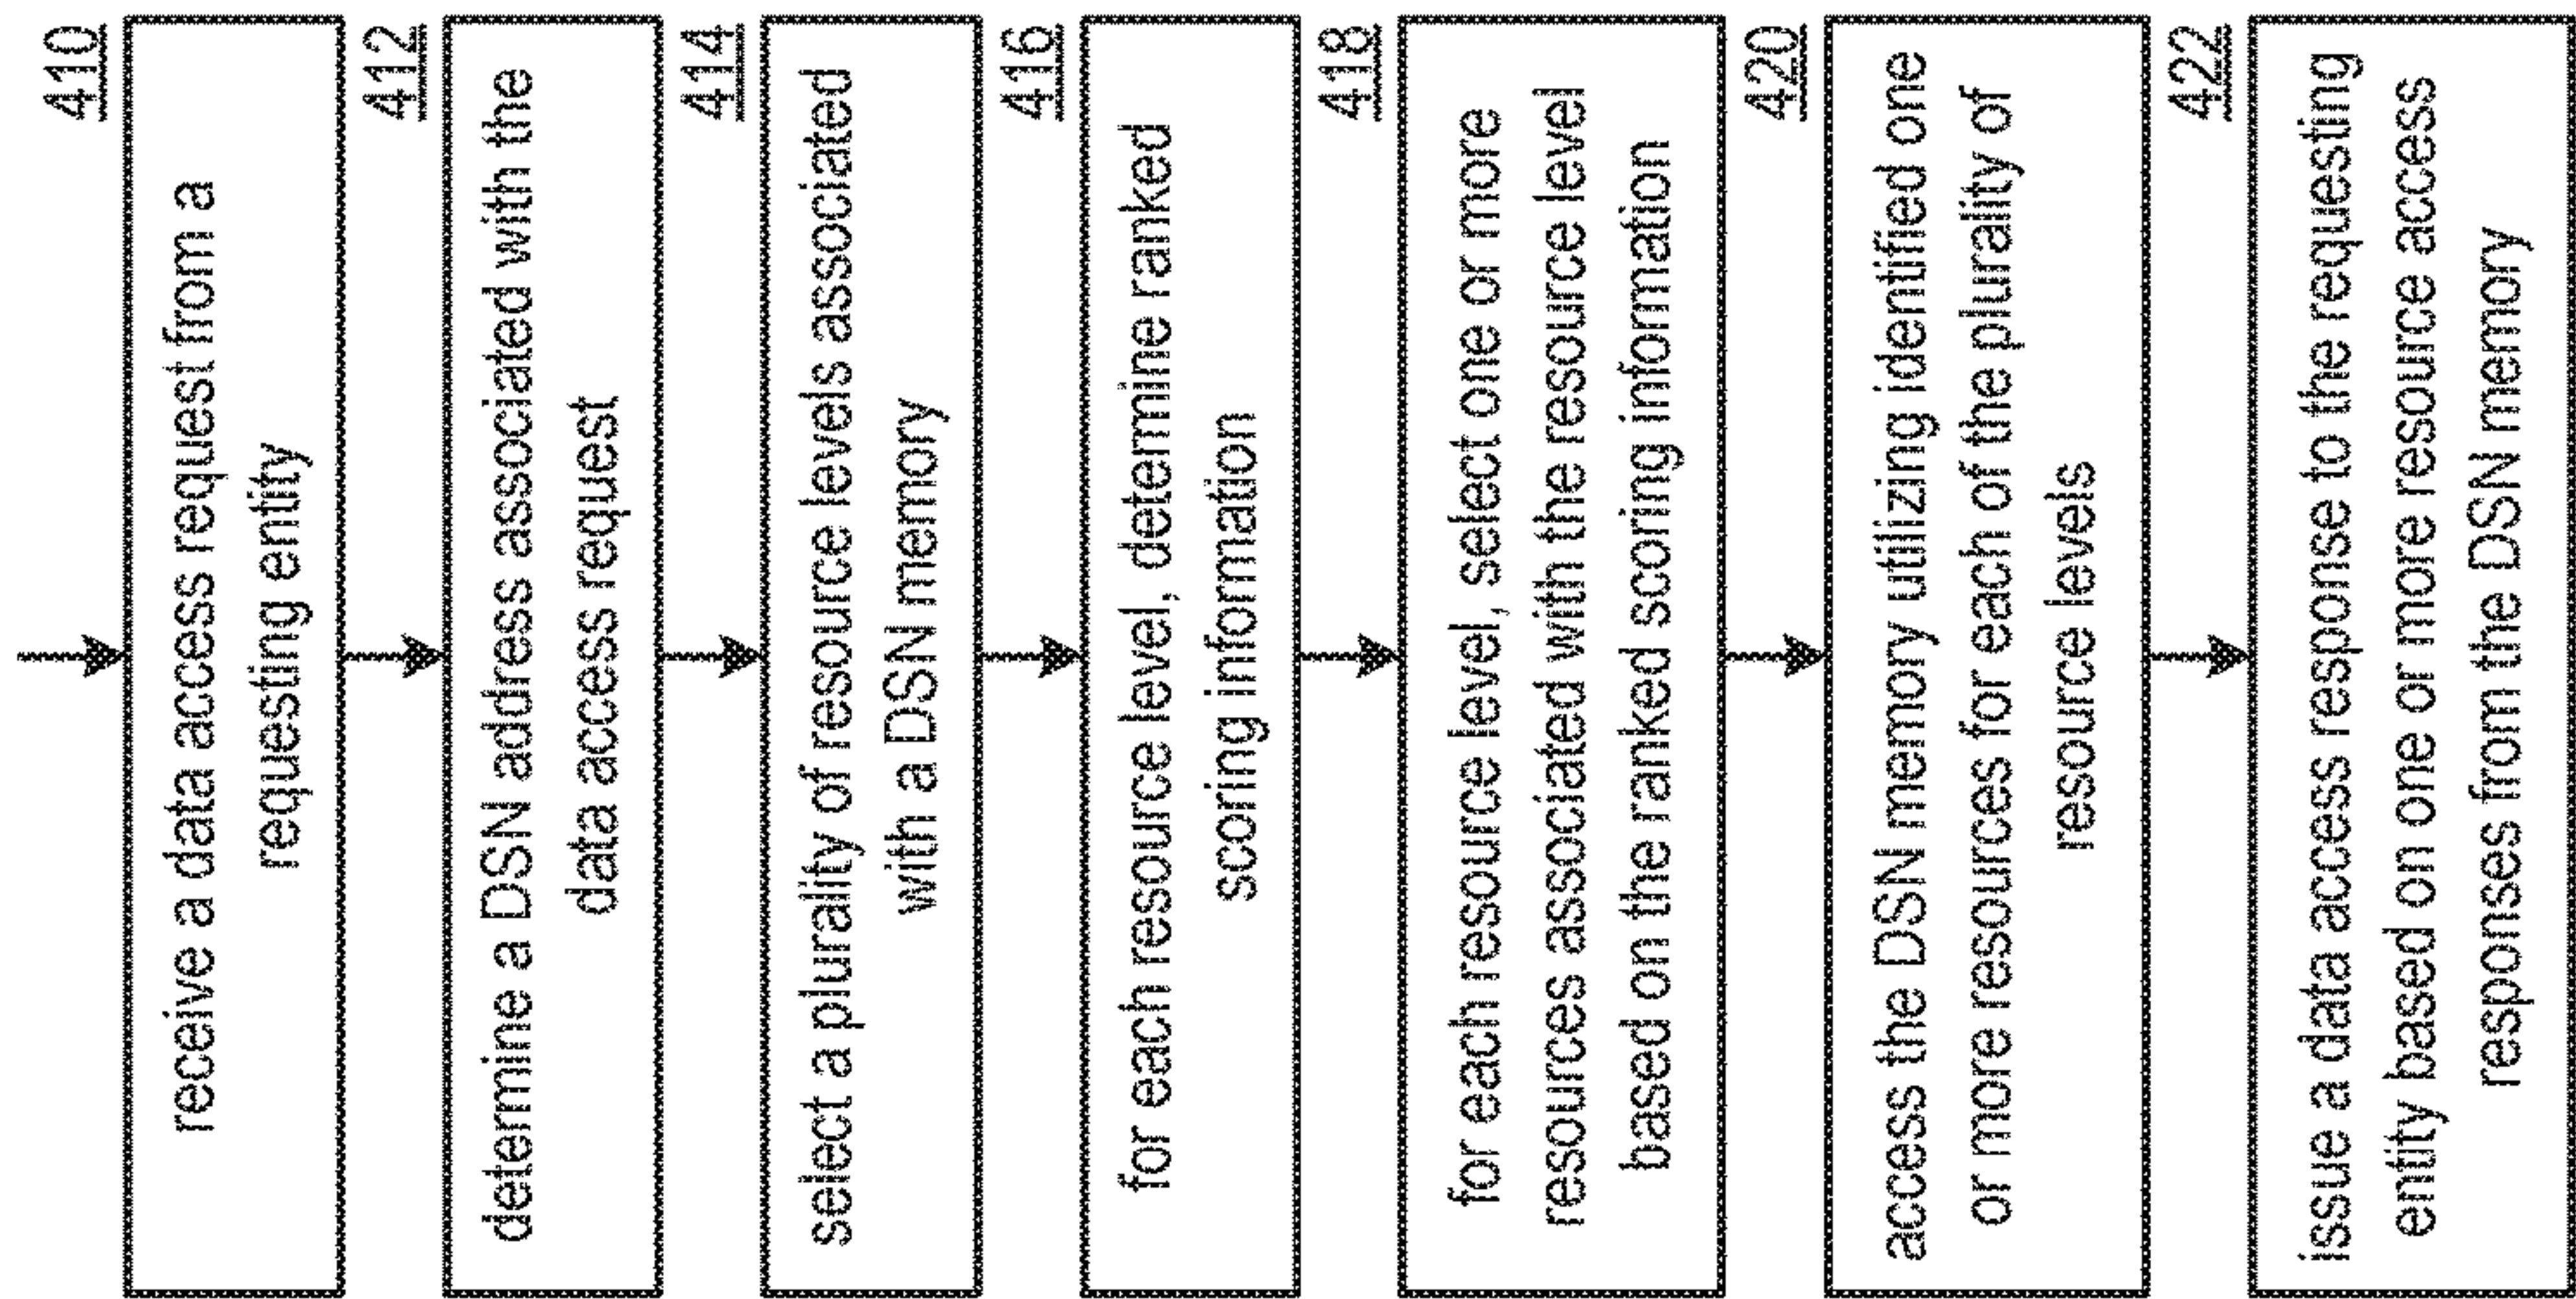 410
receive a data access request from a
requesting entity
412
determine a DSN address associated with the
data access request
414
select a plurality of resource levels associated
with a DSN memory
416
for each resource level, determine ranked
scoring information
418
for each resource level, select one or more
resources associated with the resource level
based on the ranked scoring information
420
access the DSN memory utilizing identified one
or more resources for each of the plurality of
resource levels
422
issue a data access response to the requesting
entity based on one or more resource access
responses from the DSN memory